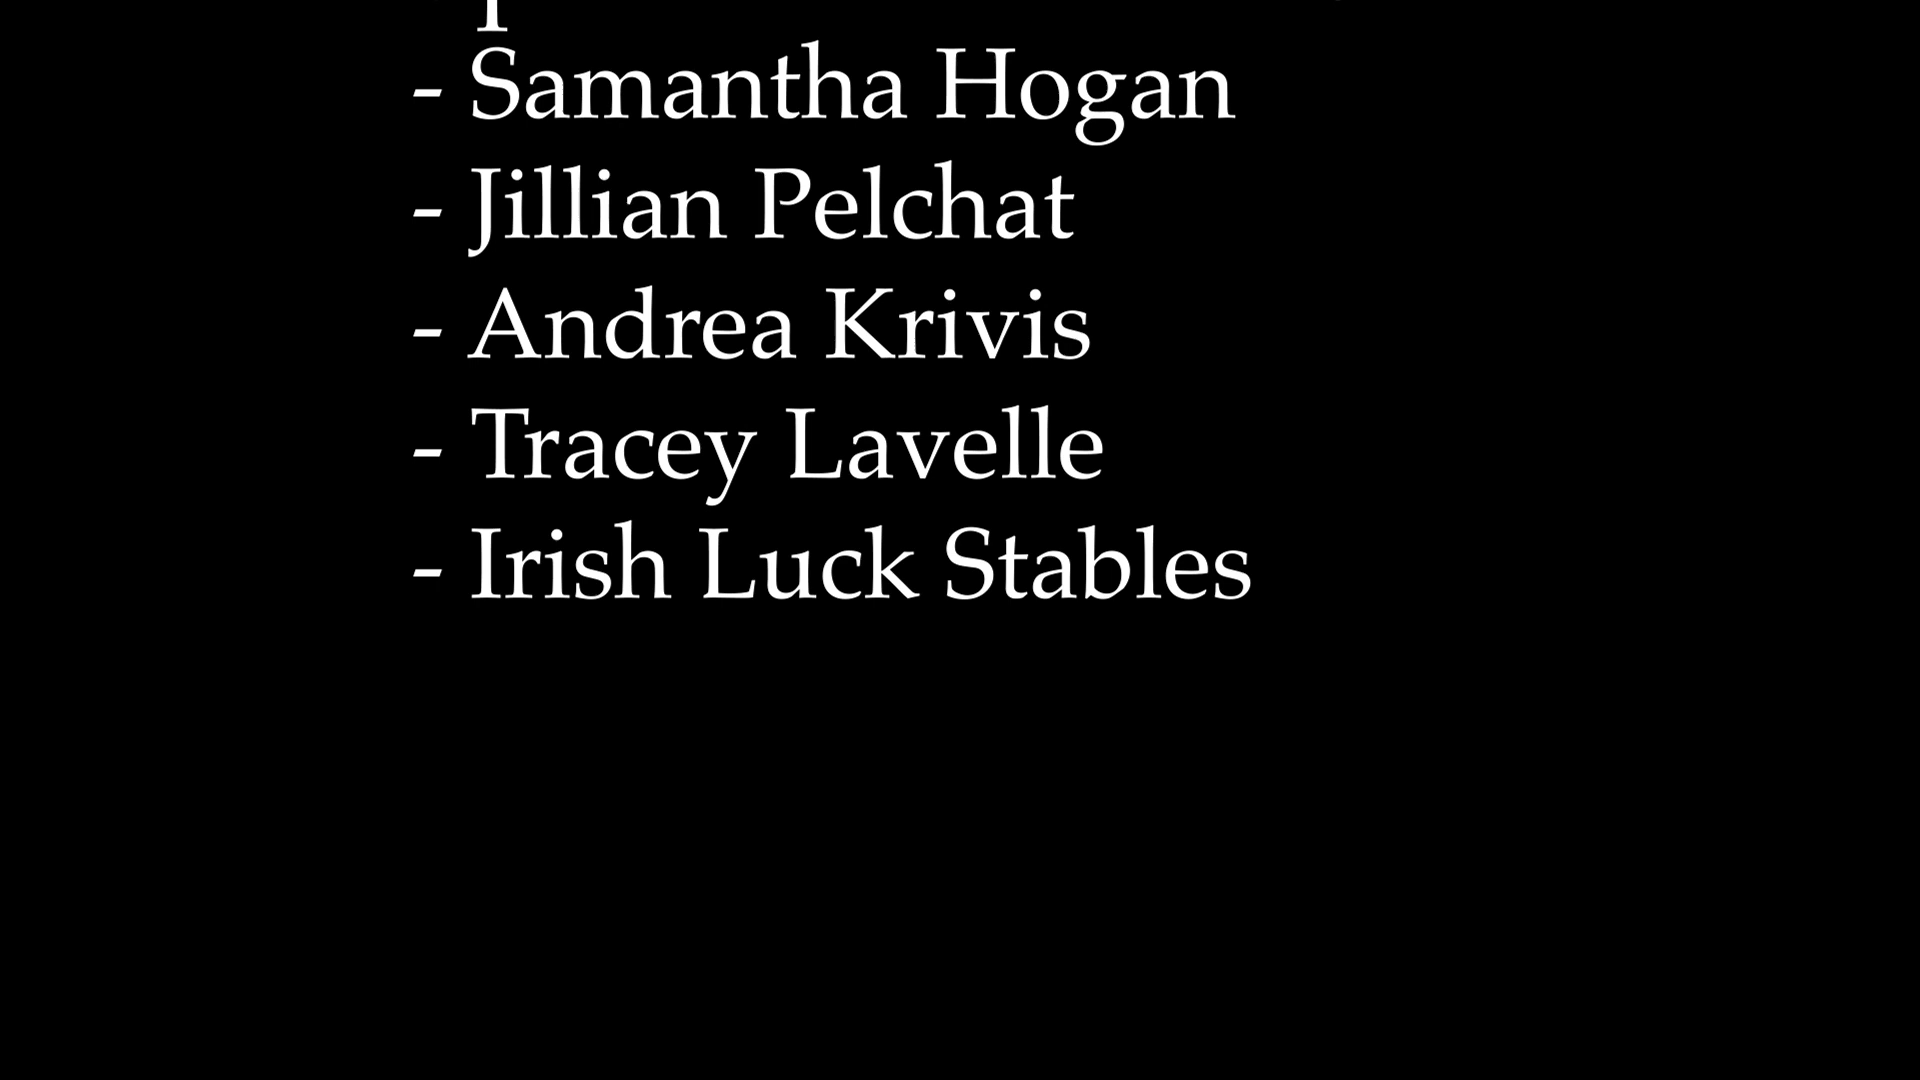 - Samantha Hogan
- Jillian Pelchat
- Andrea Krivis
- Tracey Lavelle
- Irish Luck Stables